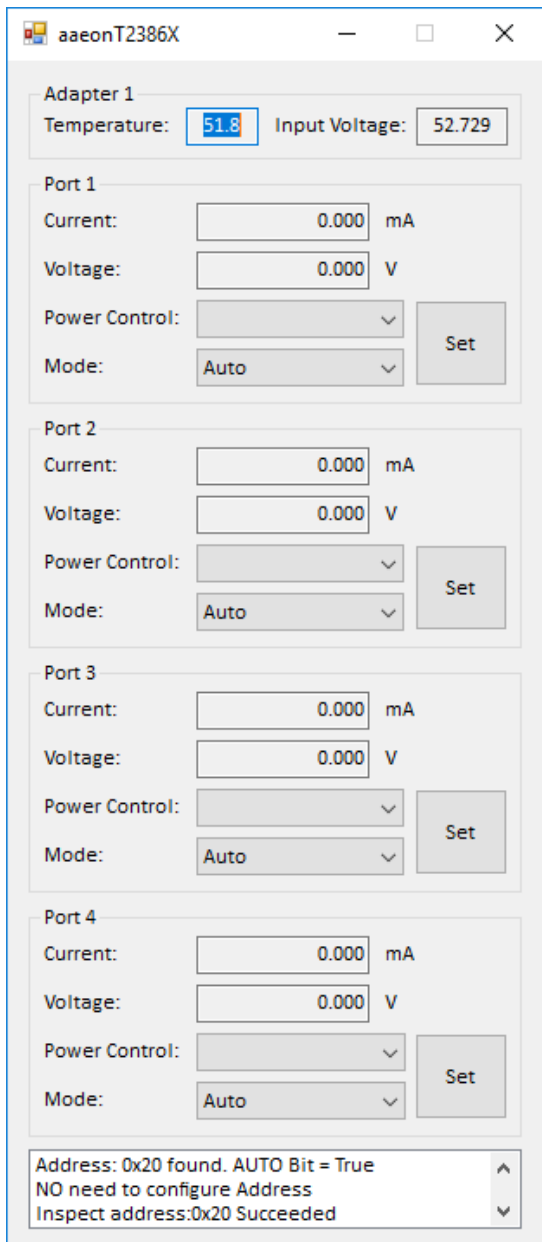 aaeonT2386X
Adapter 1
Temperature: 51.8 Input Voltage: 52.729
Port 1
Current: 0.000 mA
Voltage: 0.000 V
Power Control:
Set
Mode: Auto
Port 2
Current: 0.000 mA
Voltage: 0.000 V
Power Control:
Set
Mode: Auto
Port 3
Current: 0.000 mA
Voltage: 0.000 V
Power Control:
Set
Mode: Auto
Port 4
Current: 0.000 mA
Voltage: 0.000 V
Power Control:
Set
Mode: Auto
Address: 0x20 found. AUTO Bit = True
NO need to configure Address
Inspect address:0x20 Succeeded